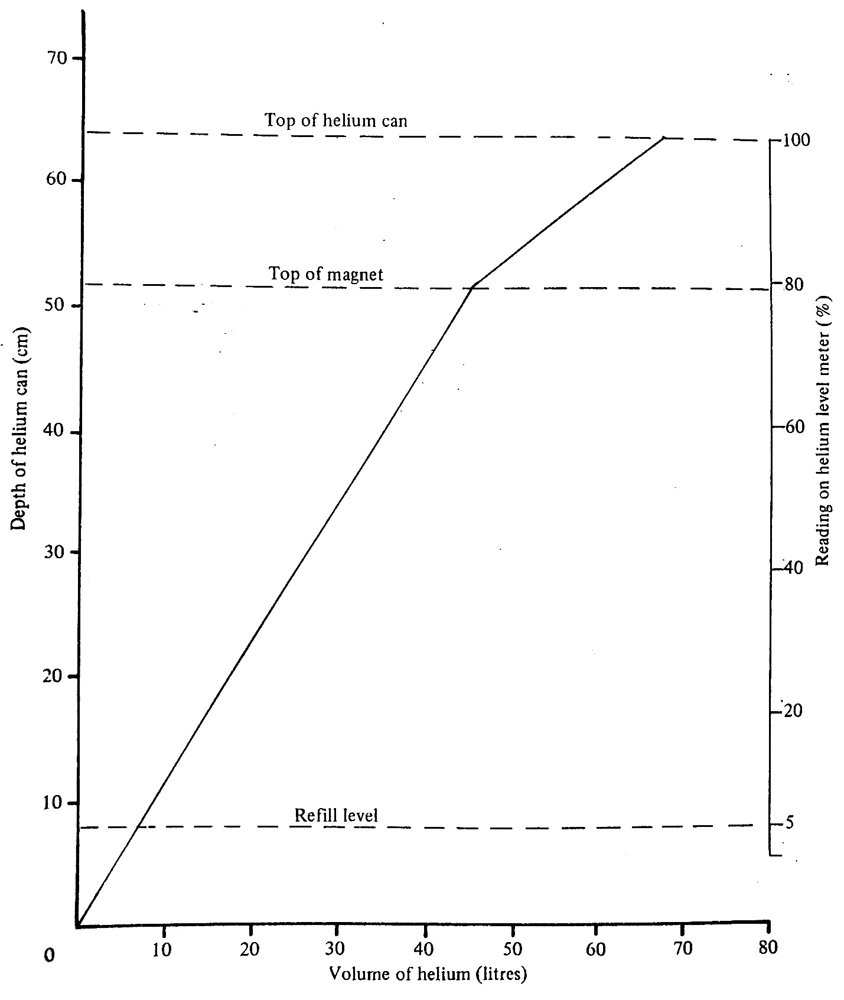 70
Top of helium can
100
60
Top of magnet
80
50
Depth of helium can (cm)
Reading on helium level meter (%)
40
60
30
40
20
20
10
Refill level
5
0
10 20 30 40 50 60 70 80
Volume of helium (litres)